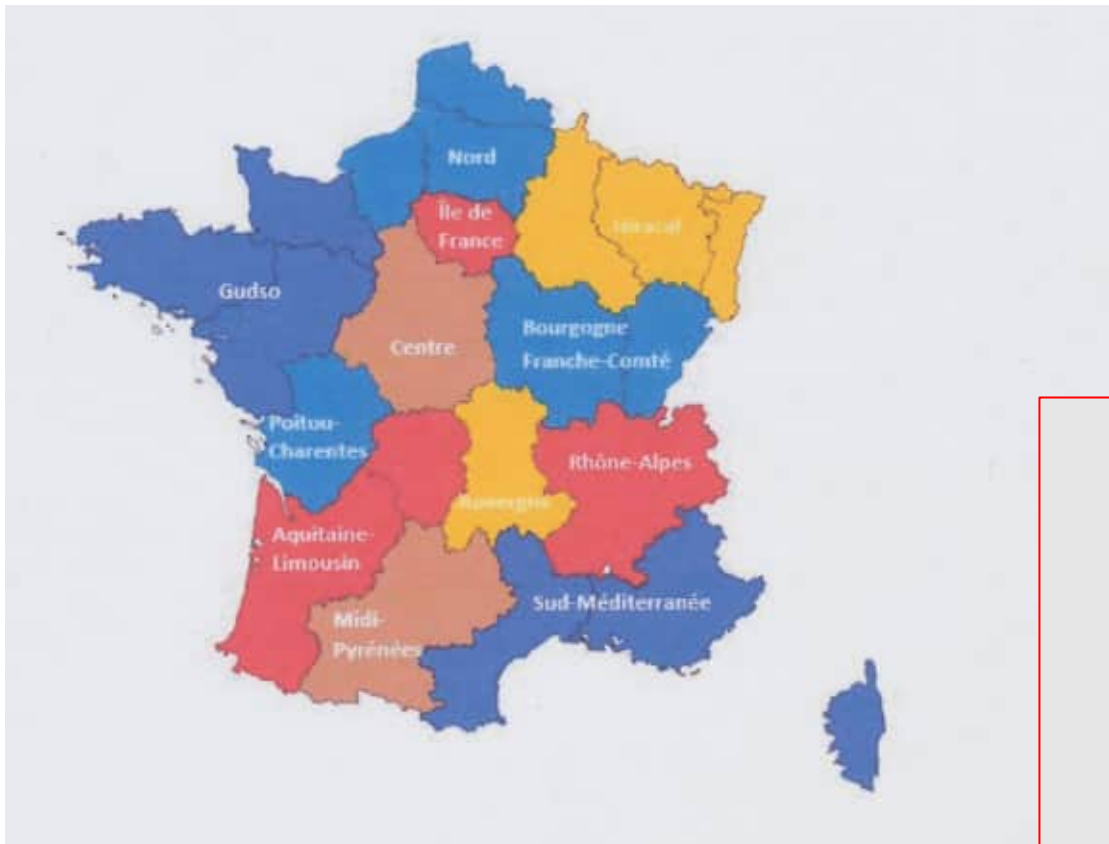 Nord
Île de
France
Gudso
Bourgogne
Franche-Comté
Centre
Poitou-
Charentes
Rhône-Alpes
Aquitaine-
Limousin
Sud-Méditerranée
Midi-
Pyrénées